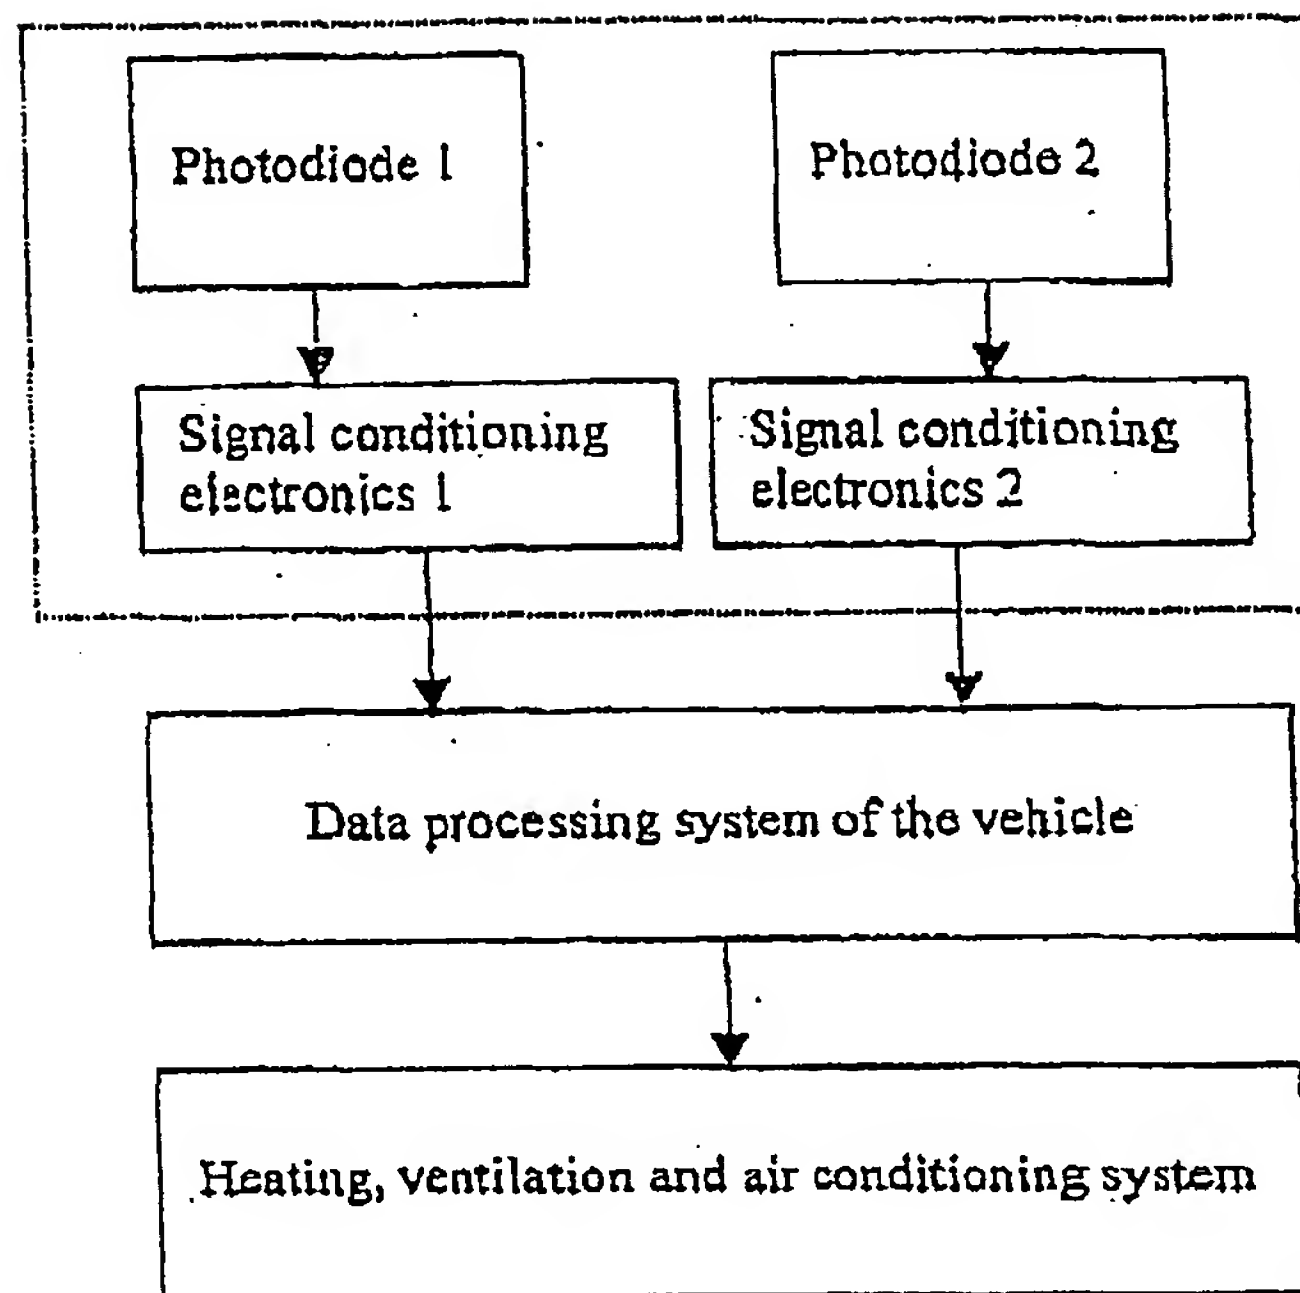 Photodiode 1
Photodiode 2
Signal conditioning
electronics 1
Signal conditioning
electronics 2
Data processing system of the vehicle
Heating, ventilation and air conditioning system